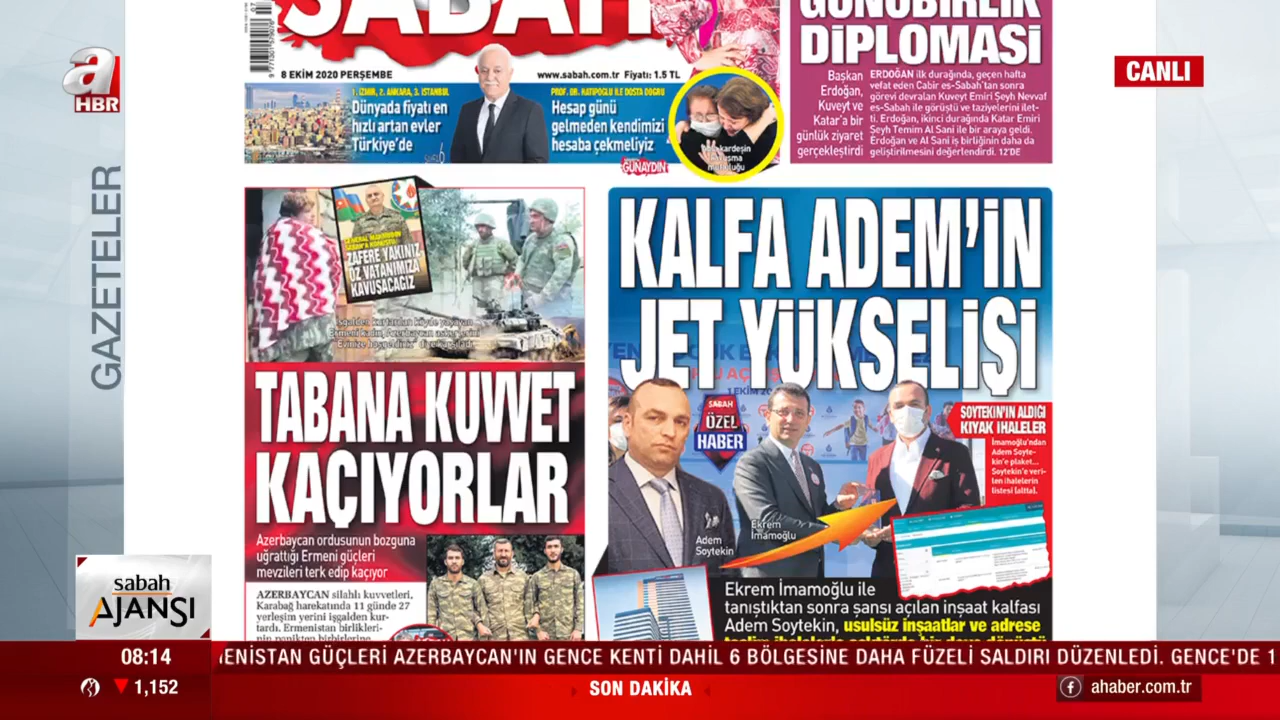 a
HBR
GAZETELER
CANLI
SABAH
8 EKİM 2020 PERŞEMBE
www.sabah.com.tr Fiyatı: 1.5 TL
1. İZMİR, 2. ANKARA, 3. İSTANBUL
Dünyada fiyatı en
hızlı artan evler
Türkiye'de
PROF. DR. HATİPOĞLU İLE DOSTA DOĞRU
Hesap günü
gelmeden kendimizi
hesaba çekmeliyiz
GÜNAYDIN
GÜNÜBİRLİK
DİPLOMASİ
Başkan
Erdoğan,
Kuveyt ve
Katar'a bir
günlük ziyaret
gerçekleştirdi
ERDOĞAN ilk durağında, geçen hafta
vefat eden Cabir es-Sabah'tan sonra
görevi devralan Kuveyt Emiri Şeyh Nevvaf
es-Sabah ile görüştü ve taziyelerini ilet-
ti. Erdoğan, ikinci durağında Katar Emiri
Şeyh Temim Al Sani ile bir araya geldi.
Erdoğan ve Al Sani iş birliğinin daha da
geliştirilmesini değerlendirdi. 12'DE
ZAFERE YAKINIZ
ÖZ VATANIMIZA
KAVUŞACAĞIZ
TABANA KUVVET
KAÇIYORLAR
Azerbaycan ordusunun bozguna
uğrattığı Ermeni güçleri
mevzileri terk edip kaçıyor
AZERBAYCAN silahlı kuvvetleri,
Karabağ harekatında 11 günde 27
yerleşim yerini işgalden kur-
tardı. Ermenistan birlikleri-
KALFA ADEM'iN
JET YÜKSELİŞİ
SABAH
ÖZEL
HABER
SOYTEKİN'İN ALDIĞI
KIYAK İHALELER
İmamoğlu'ndan
Adem Soyte-
kin'e plaket...
Soytekin'e veri-
len ihalelerin
listesi (altta).
Adem
Soytekin
Ekrem
İmamoğlu
Ekrem İmamoğlu ile
tanıştıktan sonra şansı açılan inşaat kalfası
Adem Soytekin, usulsüz inşaatlar ve adrese
sabah
AJANSI
08:14
MENİSTAN GÜÇLERİ AZERBAYCAN'IN GENCE KENTİ DAHİL 6 BÖLGESİNE DAHA FÜZELİ SALDIRI DÜZENLEDİ. GENCE'DE 1
1,152
SON DAKİKA
ahaber.com.tr